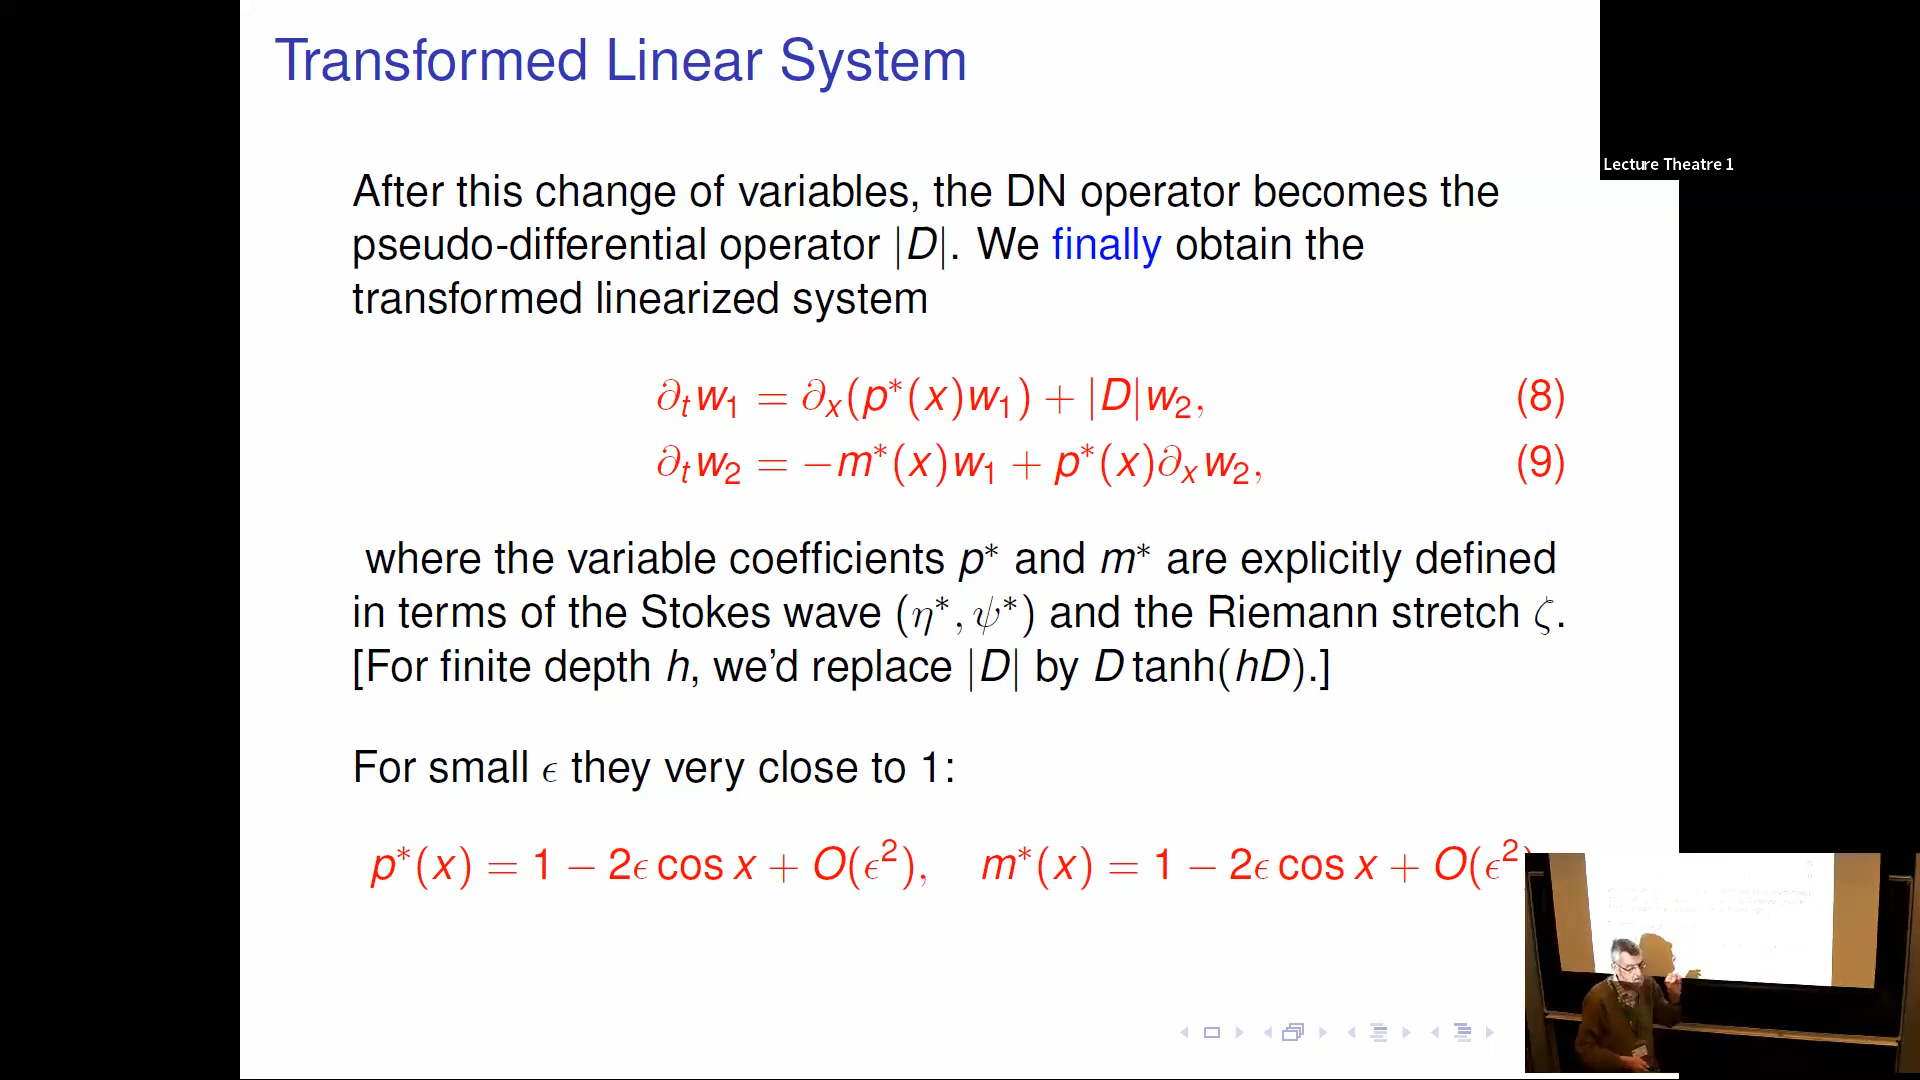 Transformed Linear System
Lecture Theatre 1
After this change of variables, the DN operator becomes the
pseudo-differential operator |D|. We finally obtain the
transformed linearized system
∂ₜw₁ = ∂ₓ(p*(x)w₁) + |D|w₂, (8)
∂ₜw₂ = −m*(x)w₁ + p*(x)∂ₓw₂, (9)
where the variable coefficients p* and m* are explicitly defined
in terms of the Stokes wave (η*, ψ*) and the Riemann stretch ζ.
[For finite depth h, we'd replace |D| by D tanh(hD).]
For small ϵ they very close to 1:
p*(x) = 1 − 2ϵ cos x + O(ϵ²), m*(x) = 1 − 2ϵ cos x + O(ϵ²)